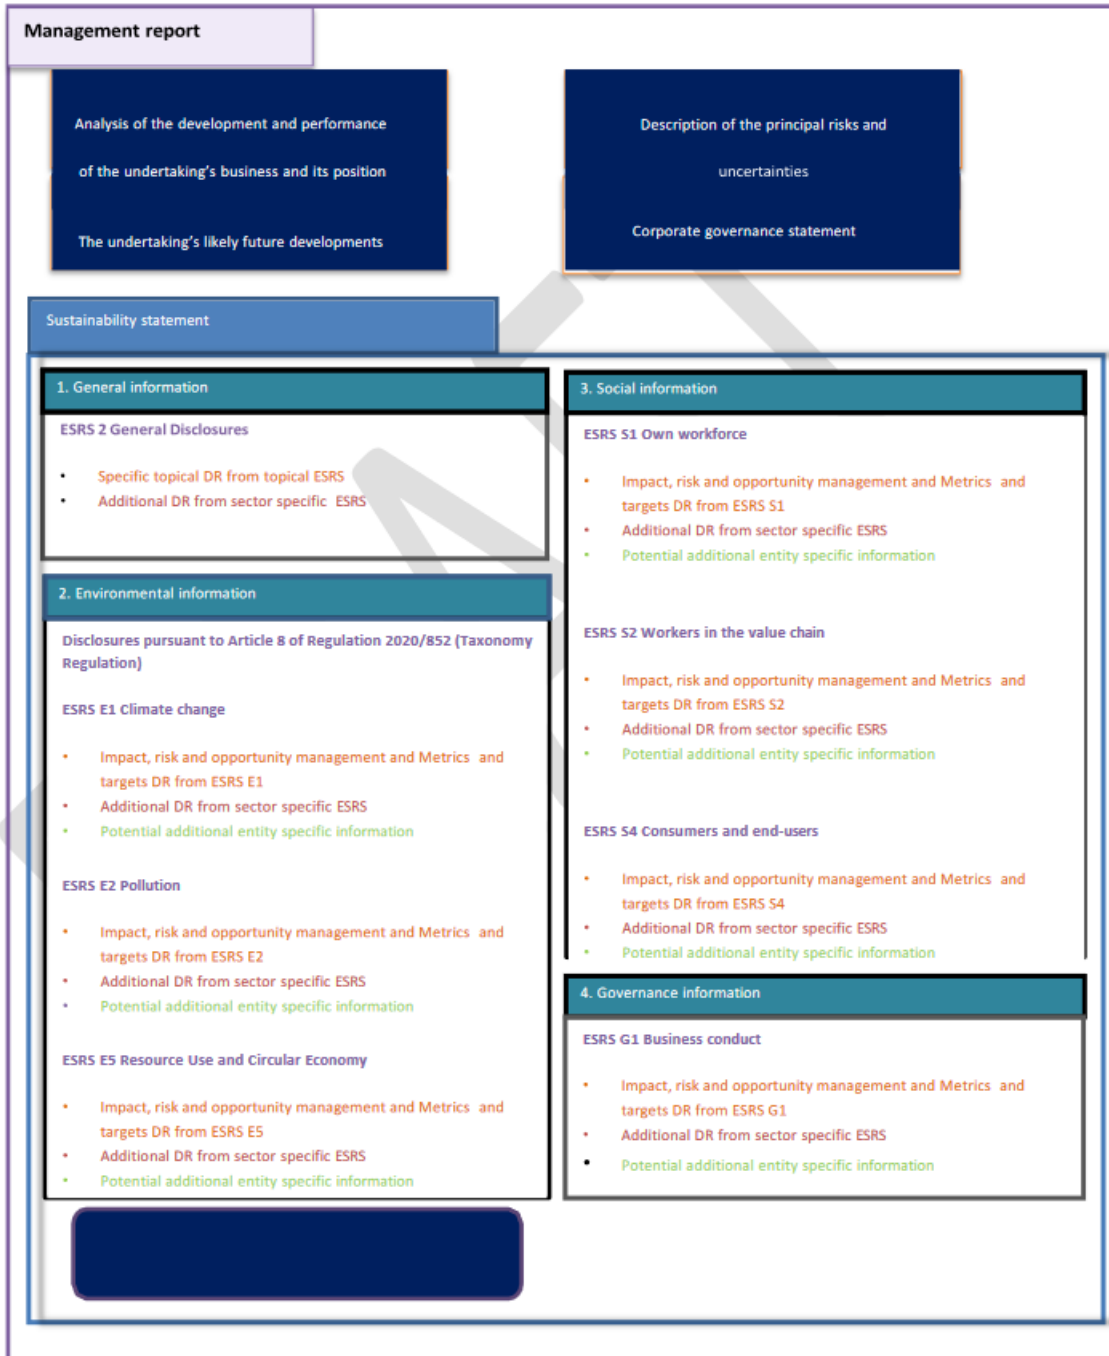 Management report
Analysis of the development and performance
of the undertaking's business and its position
The undertaking's likely future developments
Description of the principal risks and
uncertainties
Corporate governance statement
Sustainability statement
1. General information
ESRS 2 General Disclosures
• Specific topical DR from topical ESRS
• Additional DR from sector specific ESRS
2. Environmental information
Disclosures pursuant to Article 8 of Regulation 2020/852 (Taxonomy
Regulation)
ESRS E1 Climate change
• Impact, risk and opportunity management and Metrics and
targets DR from ESRS E1
• Additional DR from sector specific ESRS
• Potential additional entity specific information
ESRS E2 Pollution
• Impact, risk and opportunity management and Metrics and
targets DR from ESRS E2
• Additional DR from sector specific ESRS
• Potential additional entity specific information
ESRS E5 Resource Use and Circular Economy
• Impact, risk and opportunity management and Metrics and
targets DR from ESRS E5
• Additional DR from sector specific ESRS
• Potential additional entity specific information
3. Social information
ESRS S1 Own workforce
• Impact, risk and opportunity management and Metrics and
targets DR from ESRS S1
• Additional DR from sector specific ESRS
• Potential additional entity specific information
ESRS S2 Workers in the value chain
• Impact, risk and opportunity management and Metrics and
targets DR from ESRS S2
• Additional DR from sector specific ESRS
• Potential additional entity specific information
ESRS S4 Consumers and end-users
• Impact, risk and opportunity management and Metrics and
targets DR from ESRS S4
• Additional DR from sector specific ESRS
• Potential additional entity specific information
4. Governance information
ESRS G1 Business conduct
• Impact, risk and opportunity management and Metrics and
targets DR from ESRS G1
• Additional DR from sector specific ESRS
• Potential additional entity specific information